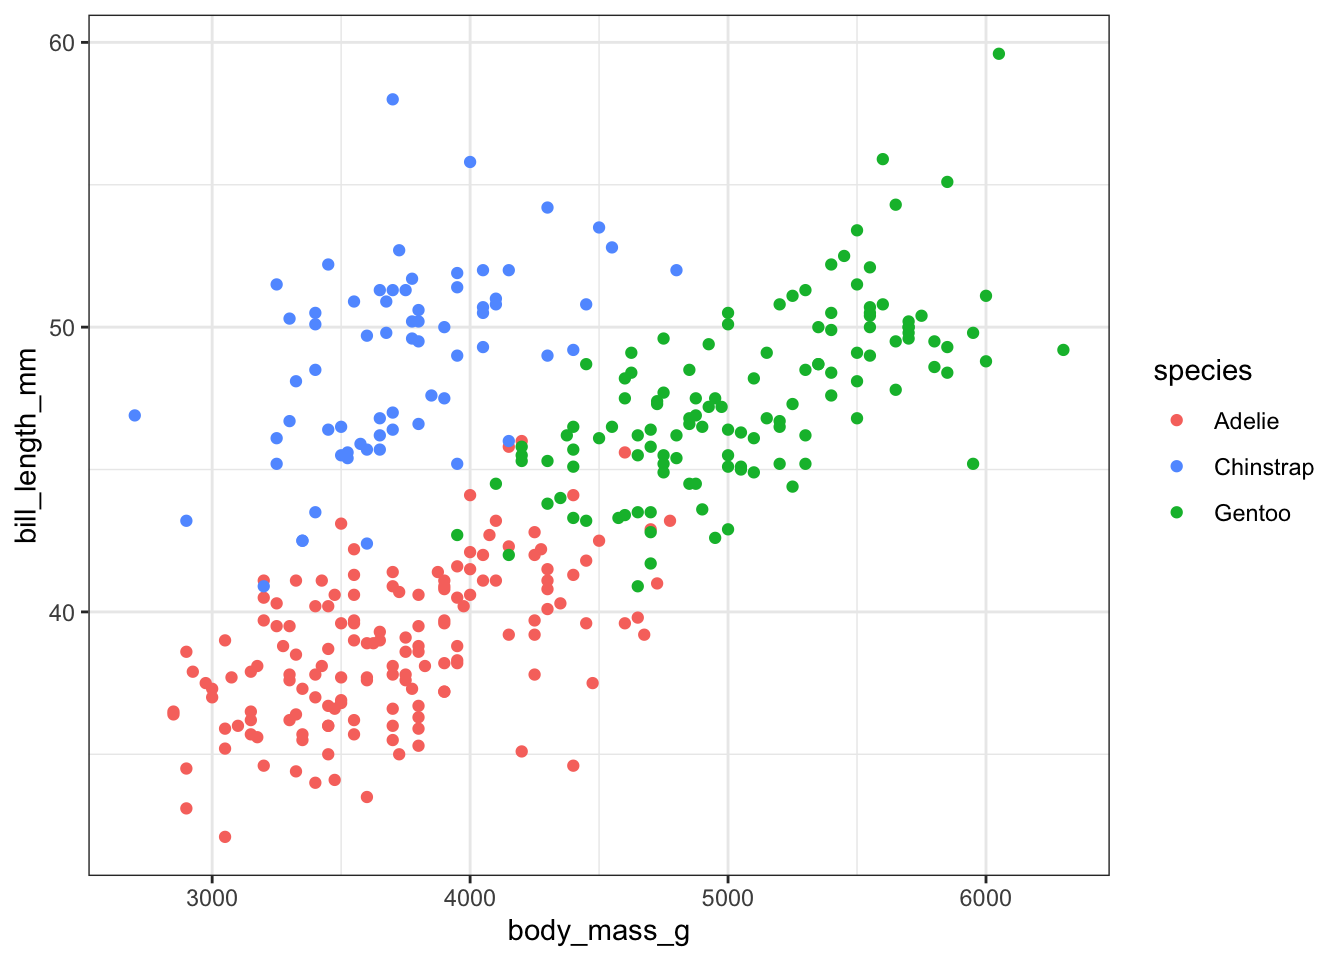 60
50
40
bill_length_mm
3000
4000
5000
6000
body_mass_g
species
Adelie
Chinstrap
Gentoo